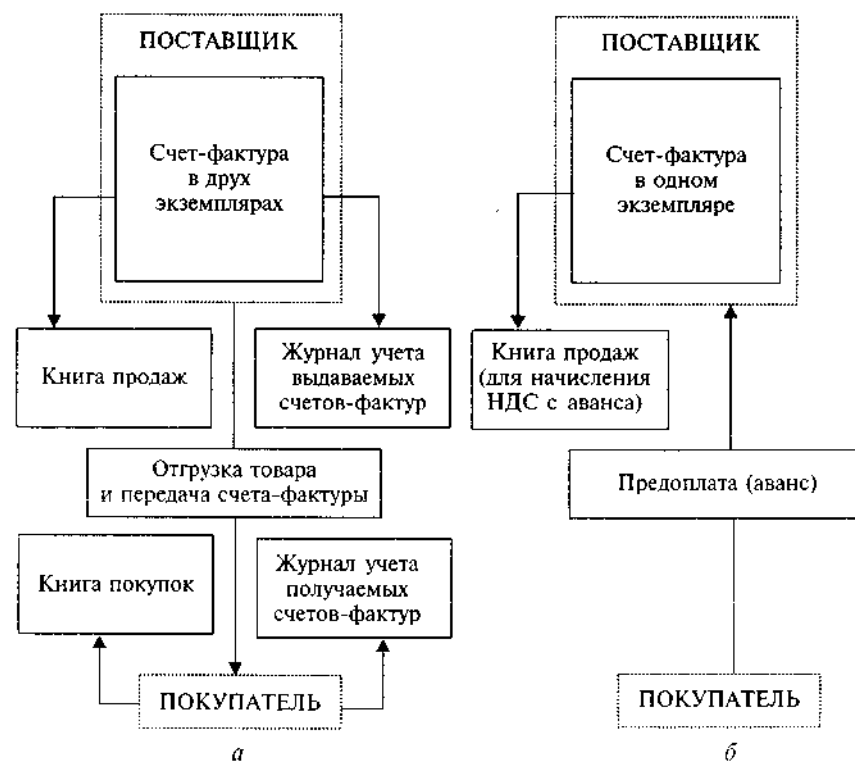 ПОСТАВЩИК
Счет-фактура
в друх
экземплярах
Книга продаж
Журнал учета
выдаваемых
счетов-фактур
Отгрузка товара
и передача счета-фактуры
Книга покупок
Журнал учета
получаемых
счетов-фактур
ПОКУПАТЕЛЬ
а
ПОСТАВЩИК
Счет-фактура
в одном
экземпляре
Книга продаж
(для начисления
НДС с аванса)
Предоплата (аванс)
ПОКУПАТЕЛЬ
б